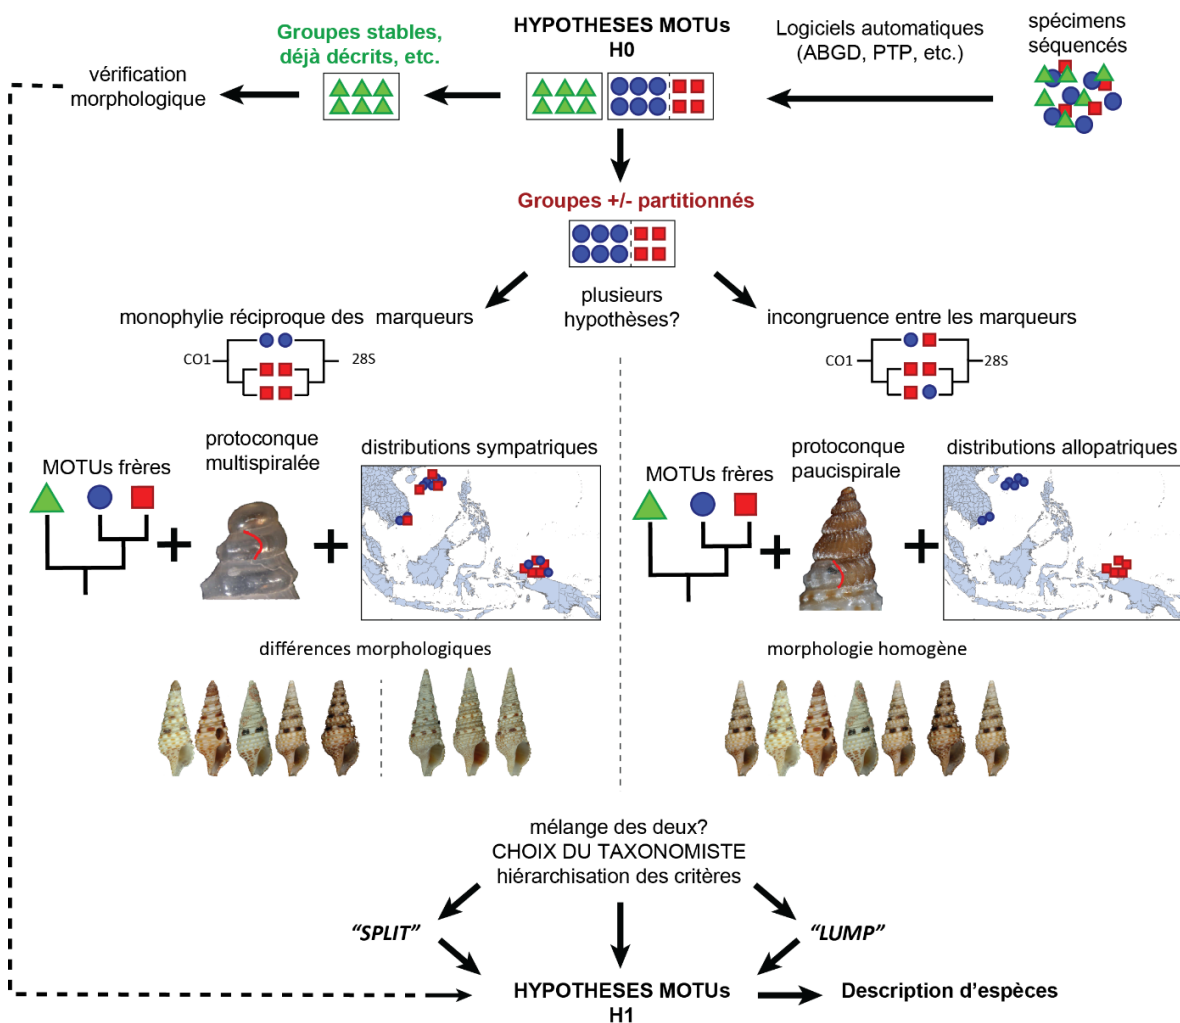 HYPOTHESES MOTUs
H0
Groupes stables,
déjà décrits, etc.
Logiciels automatiques
(ABGD, PTP, etc.)
spécimens
séquencés
vérification
morphologique
Groupes +/- partitionnés
plusieurs
hypothèses?
monophylie réciproque des marqueurs
CO1
28S
incongruence entre les marqueurs
CO1
28S
MOTUs frères
protoconque
multispiralée
distributions sympatriques
MOTUs frères
protoconque
paucispirale
distributions allopatriques
différences morphologiques
morphologie homogène
mélange des deux?
CHOIX DU TAXONOMISTE
hiérarchisation des critères
“SPLIT”
“LUMP”
HYPOTHESES MOTUs
H1
Description d’espèces